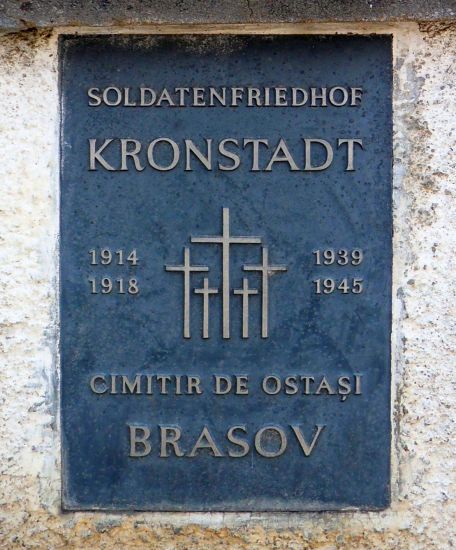 SOLDATENFRIEDHOF
KRONSTADT
1914 1939
1918 1945
CIMITIR DE OSTAȘI
BRASOV